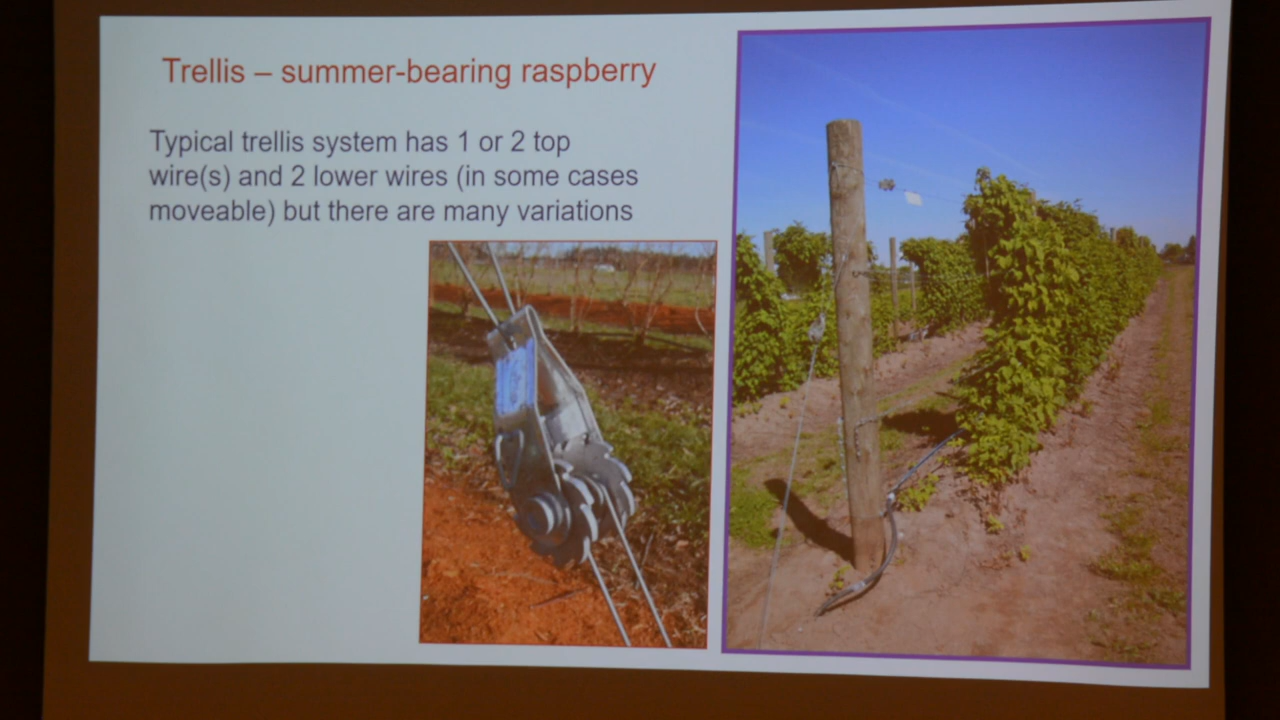 Trellis – summer-bearing raspberry
Typical trellis system has 1 or 2 top
wire(s) and 2 lower wires (in some cases
moveable) but there are many variations